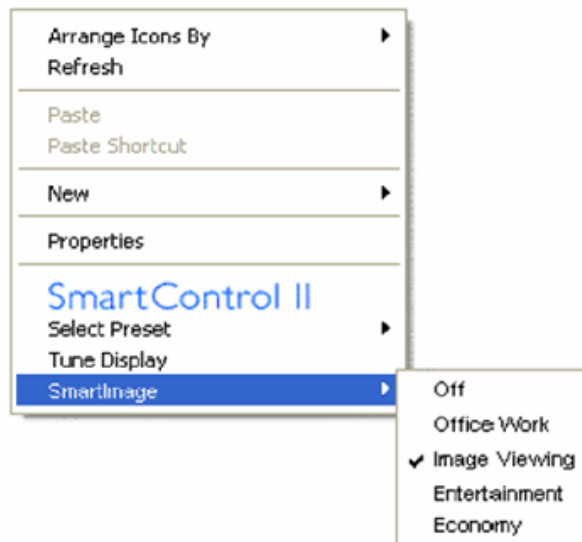 Arrange Icons By
Refresh
Paste
Paste Shortcut
New
Properties
SmartControl II
Select Preset
Tune Display
SmartImage
Off
Office Work
Image Viewing
Entertainment
Economy